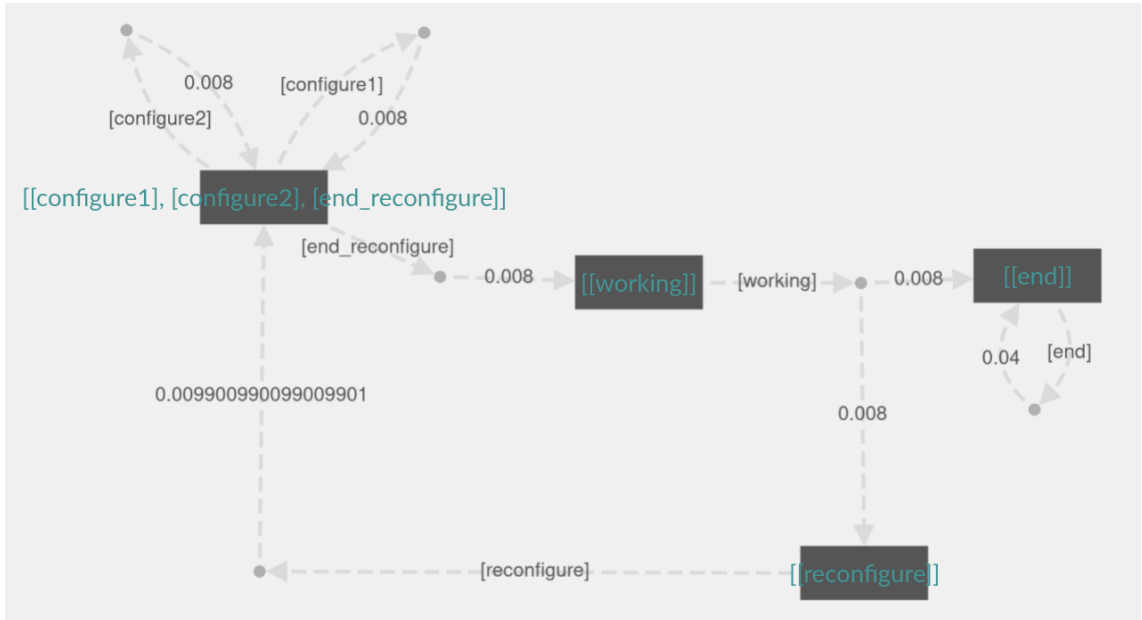 0.008
[configure1]
[configure2]
0.008
[[configure1], [configure2], [end_reconfigure]]
[end_reconfigure]
0.008
[[working]]
[working]
0.008
[[end]]
0.04
[end]
0.009900990099009901
0.008
[reconfigure]
[[reconfigure]]